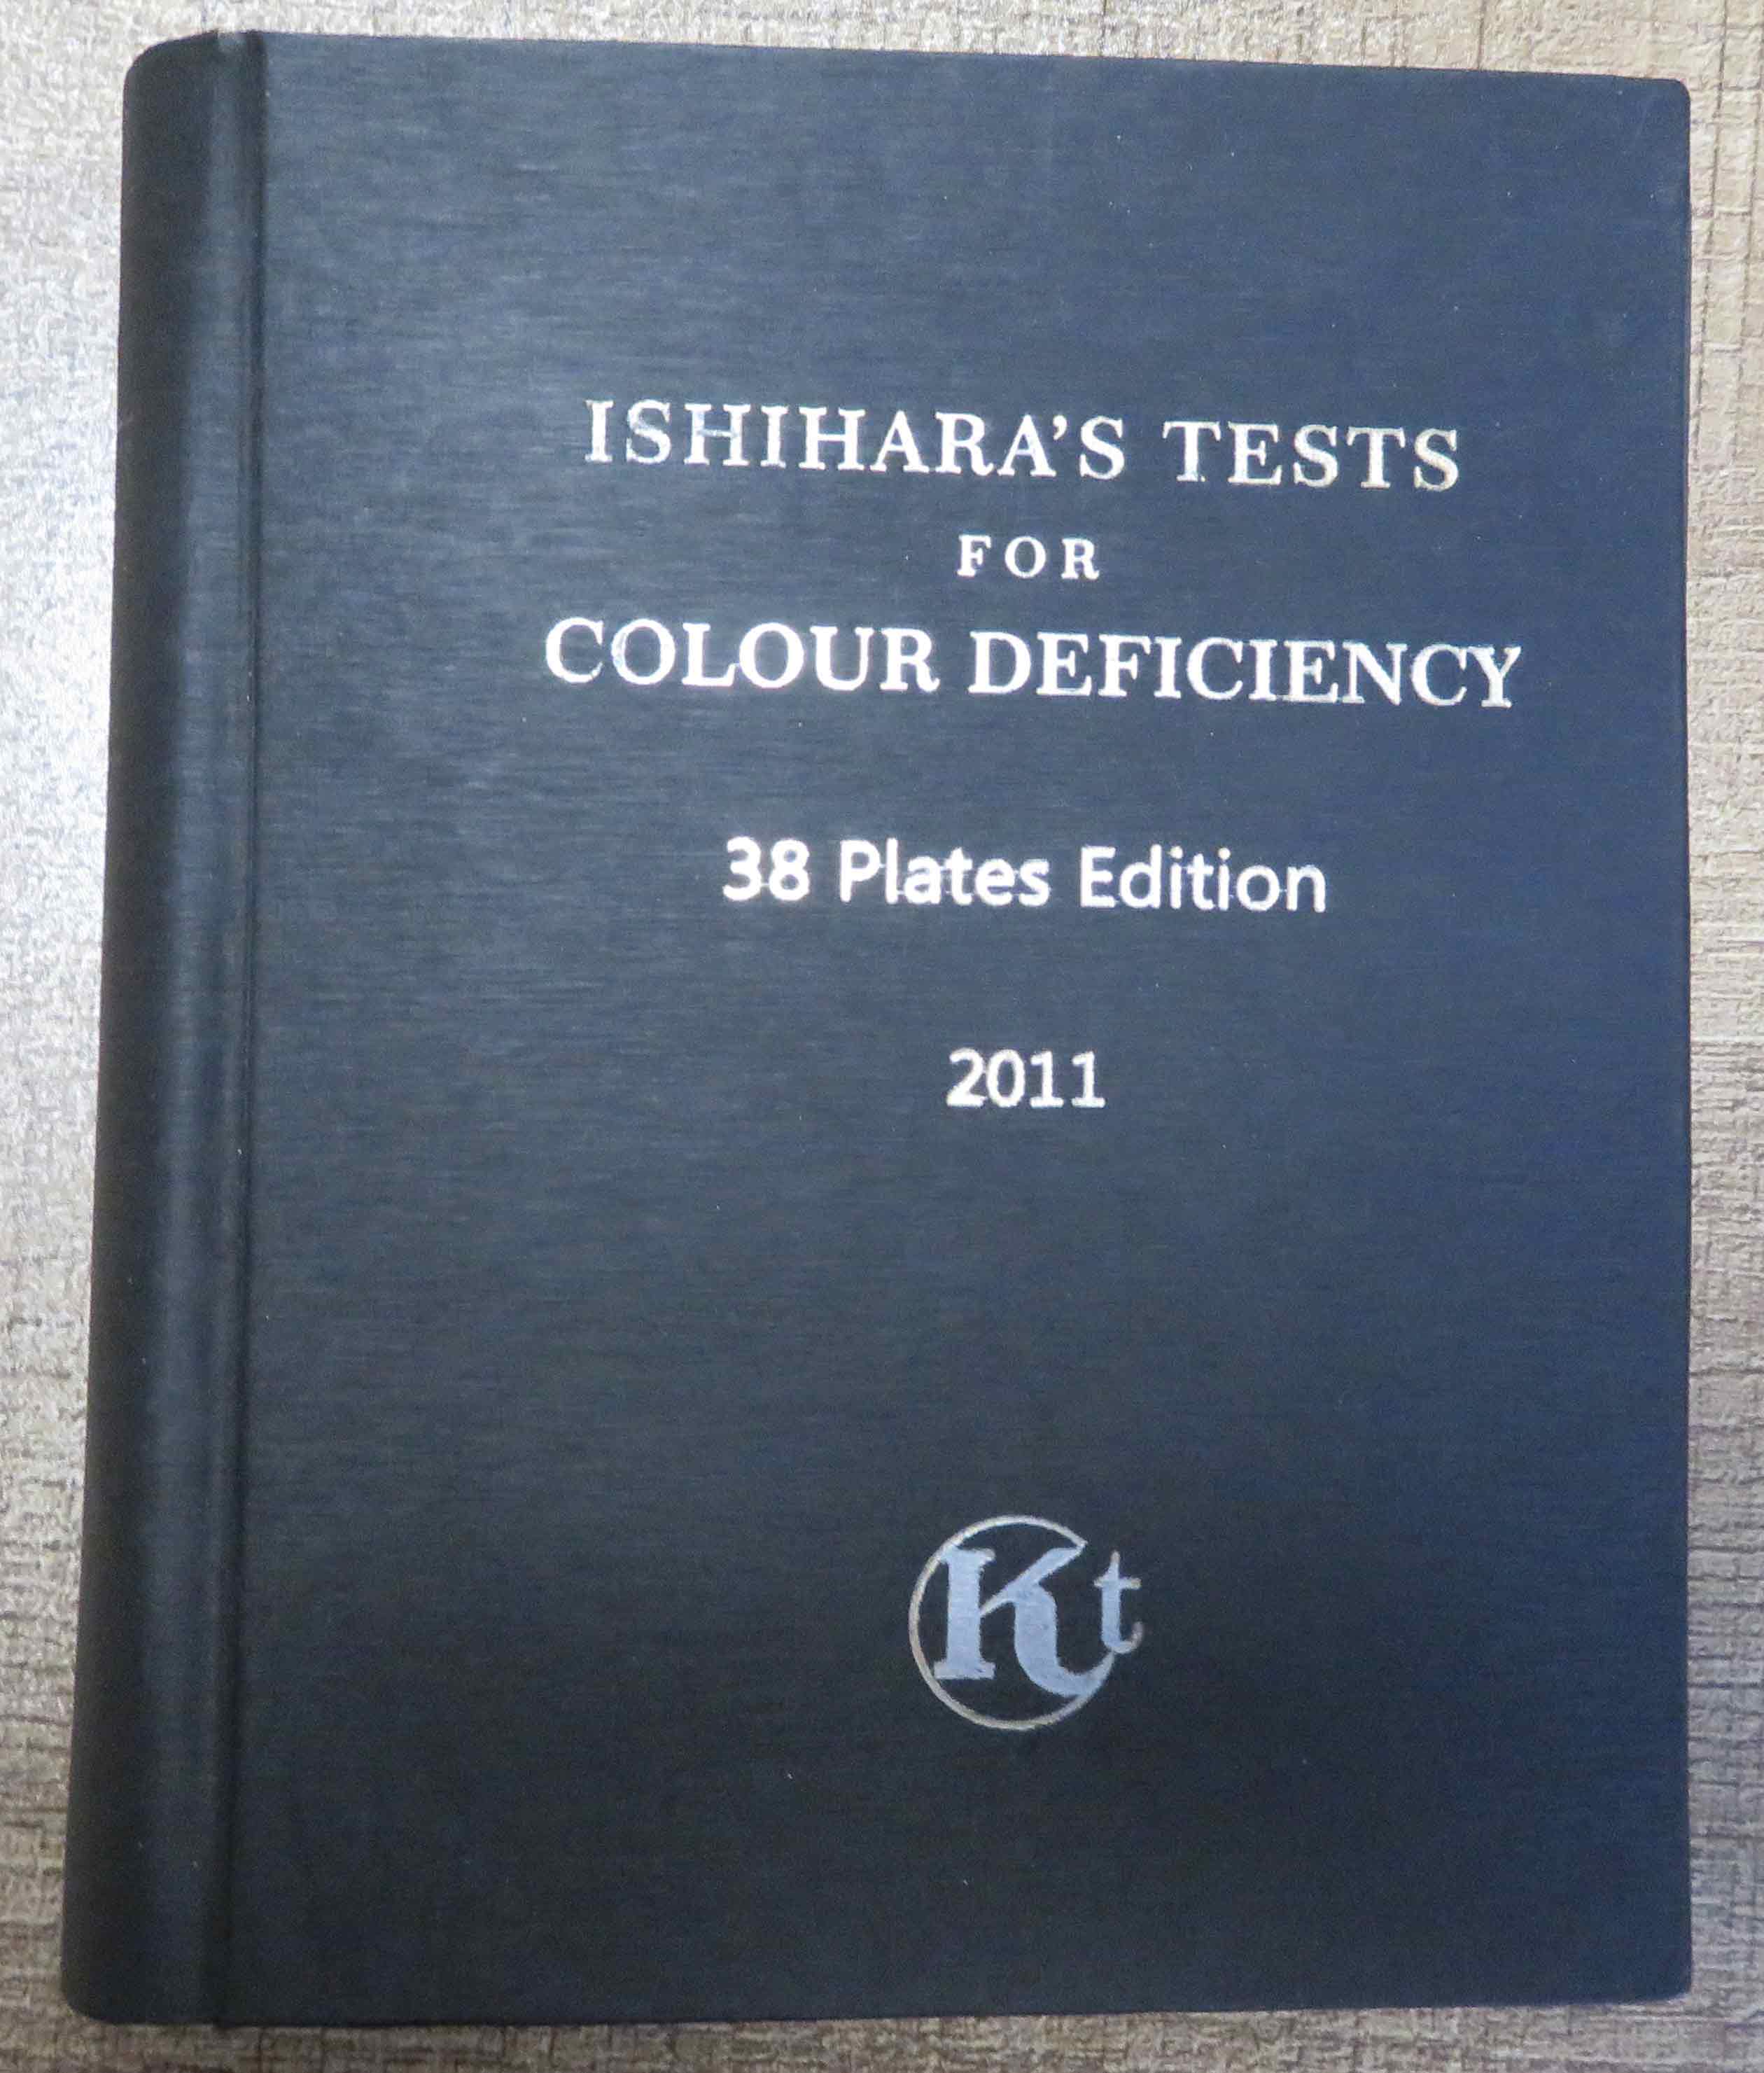 ISHIHARA'S TESTS
FOR
COLOUR DEFICIENCY
38 Plates Edition
2011
Kt